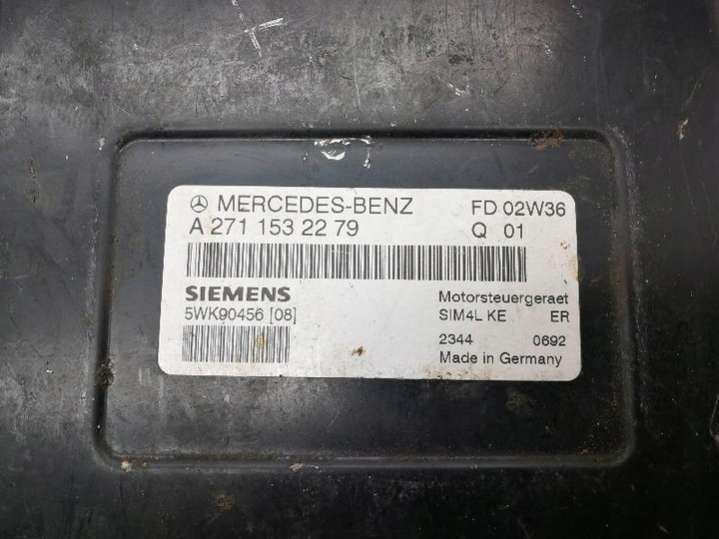 MERCEDES-BENZ FD 02W36
A 271 153 22 79 Q 01
SIEMENS Motorsteuergeraet
5WK90456 [08] SIM4L KE ER
2344 0692
Made in Germany